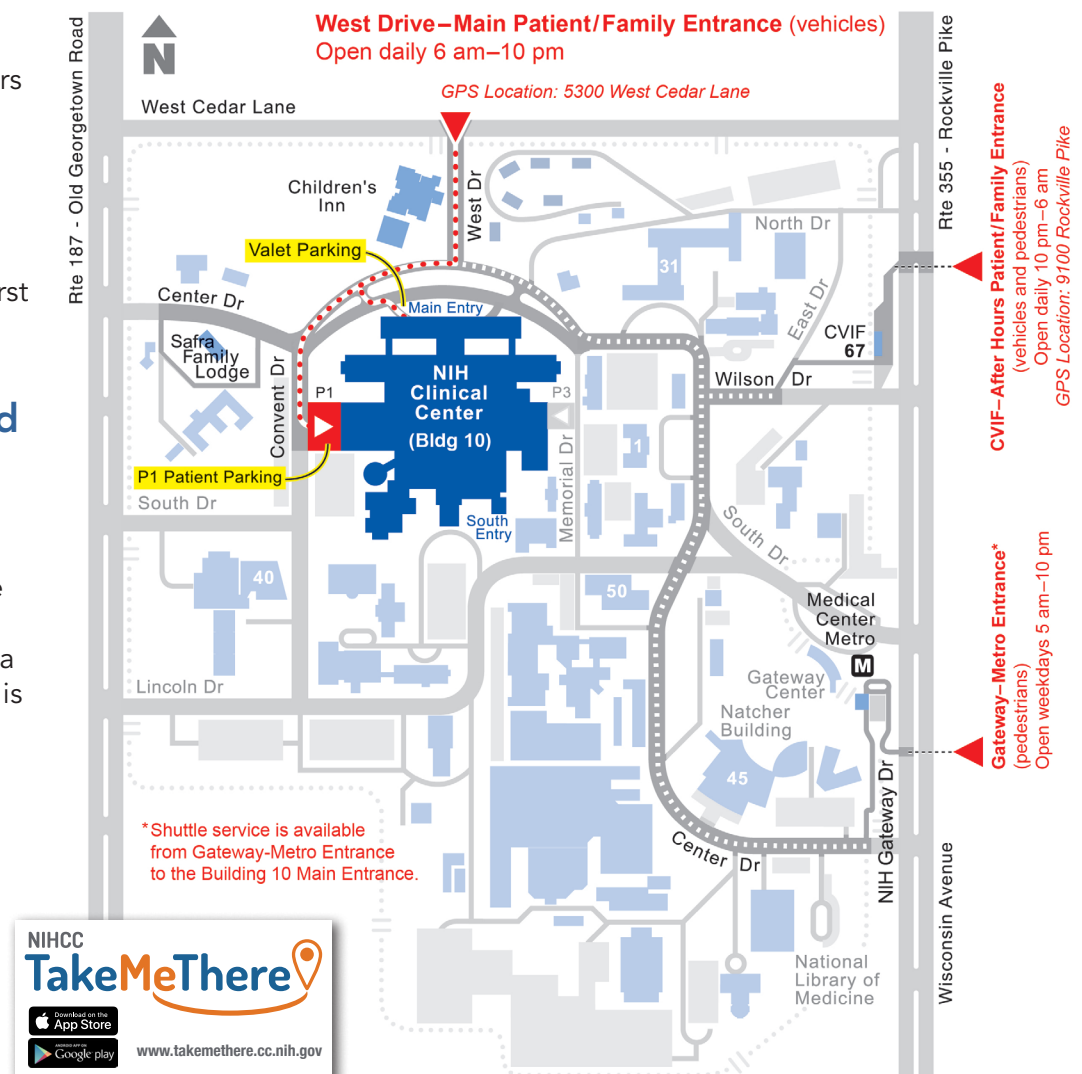 West Drive–Main Patient/Family Entrance (vehicles)
Open daily 6 am–10 pm
GPS Location: 5300 West Cedar Lane
N
West Cedar Lane
Rte 187 - Old Georgetown Road
Rte 355 - Rockville Pike
rs
rst
d
e
a
is
Children's
Inn
West Dr
Valet Parking
North Dr
31
Center Dr
Main Entry
East Dr
CVIF
67
Safra
Family
Lodge
NIH
Clinical
Center
(Bldg 10)
Wilson Dr
Convent Dr
P1
P3
1
P1 Patient Parking
South Dr
Memorial Dr
South
Entry
South Dr
40
50
Medical
Center
Metro
M
Lincoln Dr
Gateway
Center
Natcher
Building
45
NIH Gateway Dr
Center Dr
National
Library of
Medicine
Wisconsin Avenue
CVIF–After Hours Patient/Family Entrance
(vehicles and pedestrians)
Open daily 10 pm–6 am
GPS Location: 9100 Rockville Pike
Gateway–Metro Entrance*
(pedestrians)
Open weekdays 5 am–10 pm
*Shuttle service is available
from Gateway-Metro Entrance
to the Building 10 Main Entrance.
NIHCC
TakeMeThere
Download on the
App Store
ANDROID APP ON
Google play
www.takemethere.cc.nih.gov